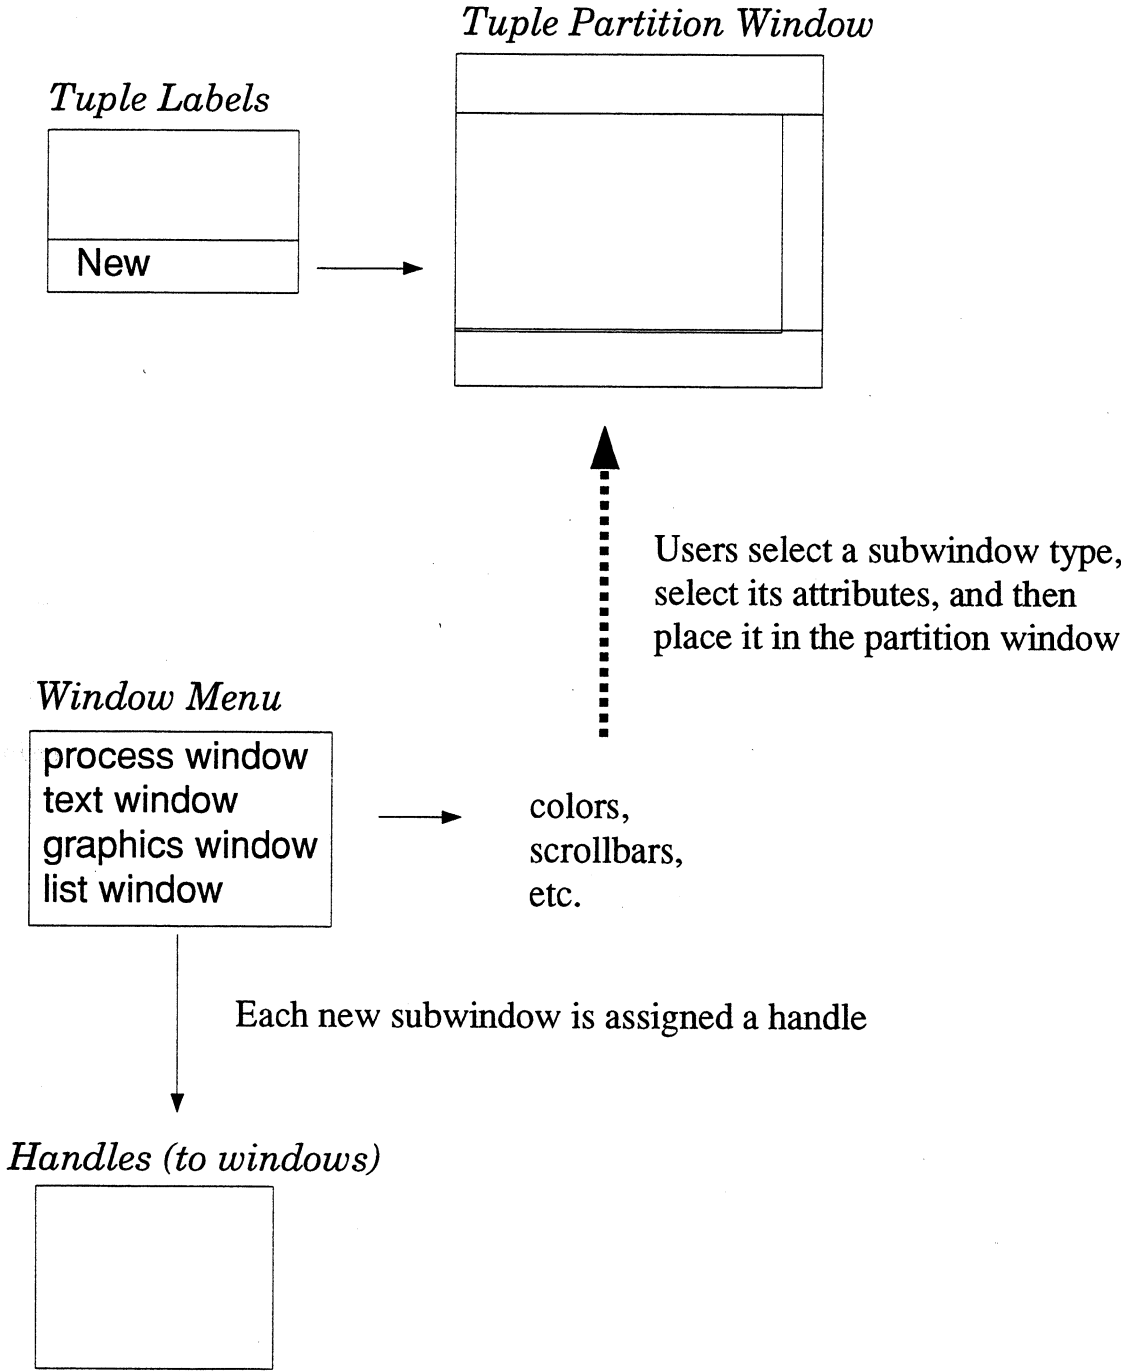 Tuple Partition Window
Tuple Labels
New
Users select a subwindow type,
select its attributes, and then
place it in the partition window
Window Menu
process window
text window
graphics window
list window
colors,
scrollbars,
etc.
Each new subwindow is assigned a handle
Handles (to windows)